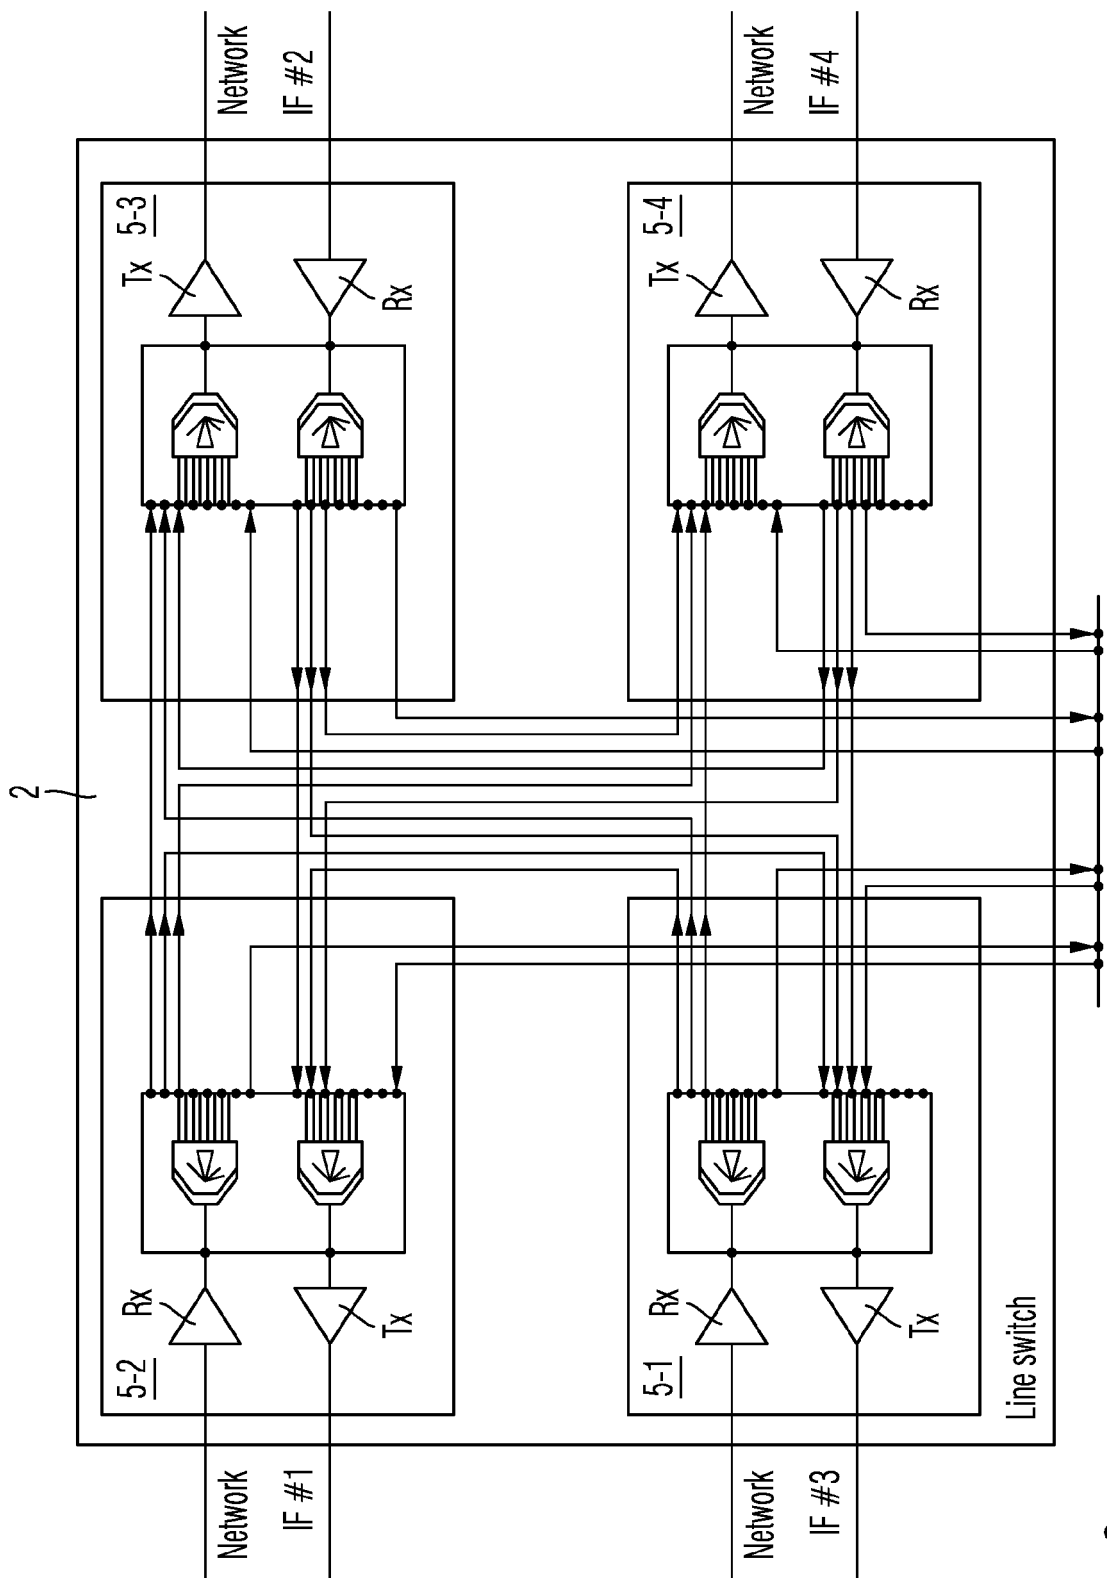 2
Network
IF #1
Network
IF #2
5-2
Rx
Tx
5-3
Tx
Rx
Network
IF #3
Network
IF #4
5-1
Rx
Tx
5-4
Tx
Rx
Line switch